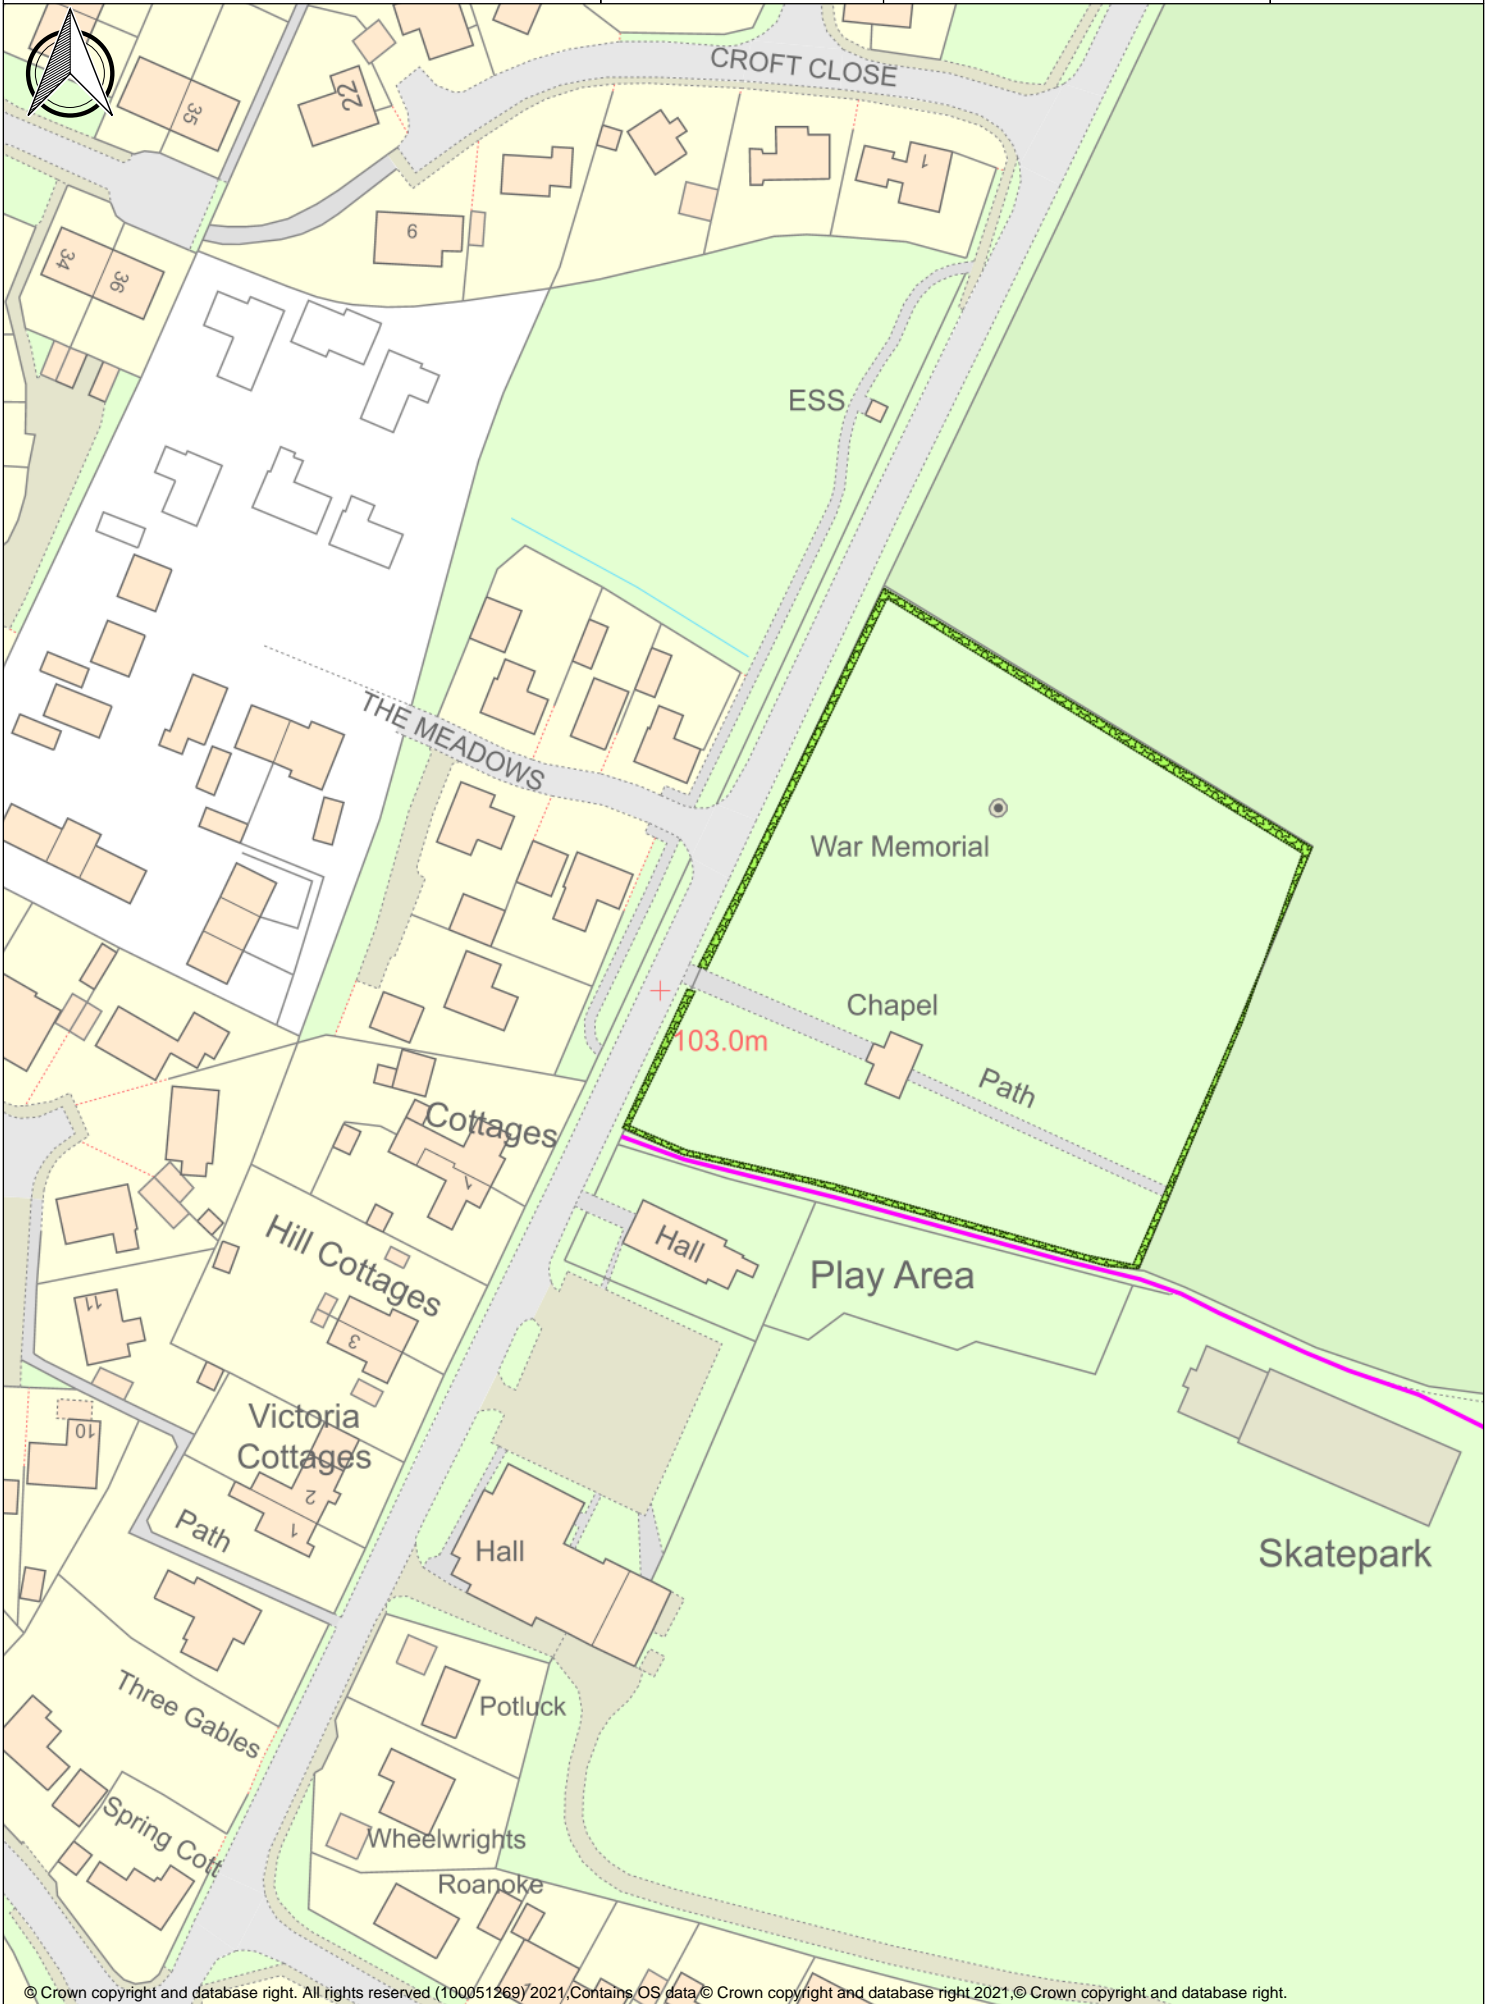 CROFT CLOSE
22
35
1
9
34
36
ESS
THE MEADOWS
War Memorial
Chapel
103.0m
Path
Cottages
1
Hill Cottages
Hall
Play Area
11
3
Victoria
Cottages
10
2
1
Path
Hall
Skatepark
Three Gables
Potluck
Spring Cott
Wheelwrights
Roanoke
1
© Crown copyright and database right. All rights reserved (100051269) 2021,Contains OS data © Crown copyright and database right 2021,© Crown copyright and database right.